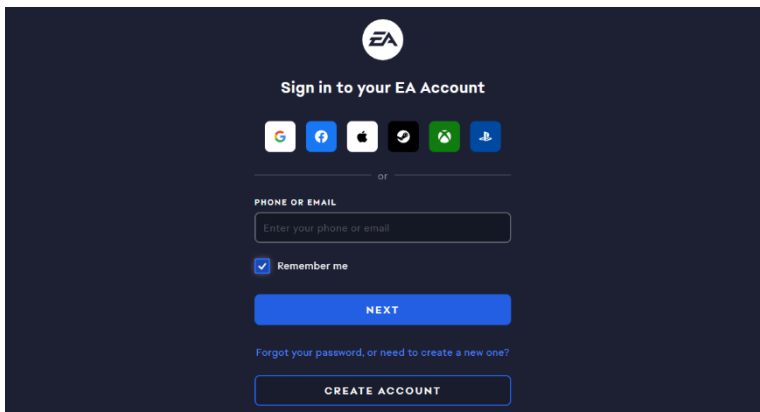 EA
Sign in to your EA Account
or
PHONE OR EMAIL
Enter your phone or email
Remember me
NEXT
Forgot your password, or need to create a new one?
CREATE ACCOUNT